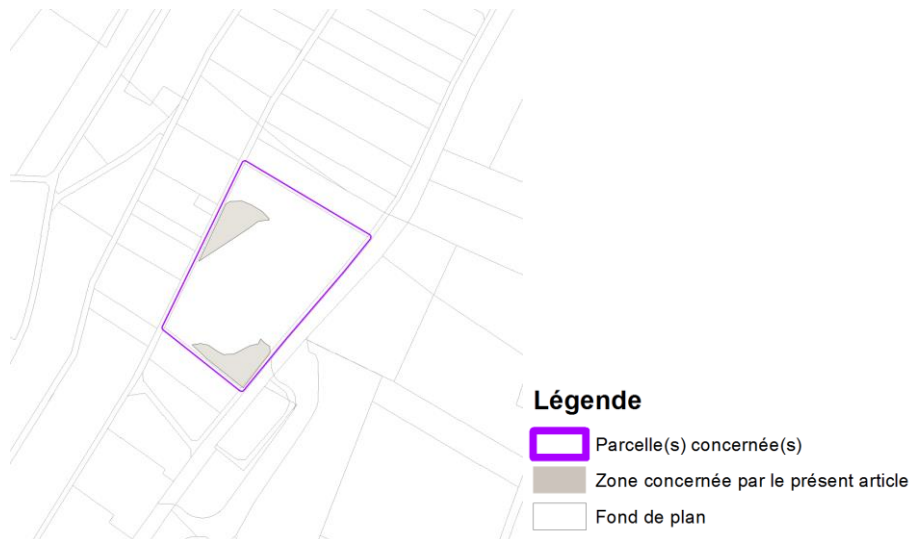 Légende
Parcelle(s) concernée(s)
Zone concernée par le présent article
Fond de plan